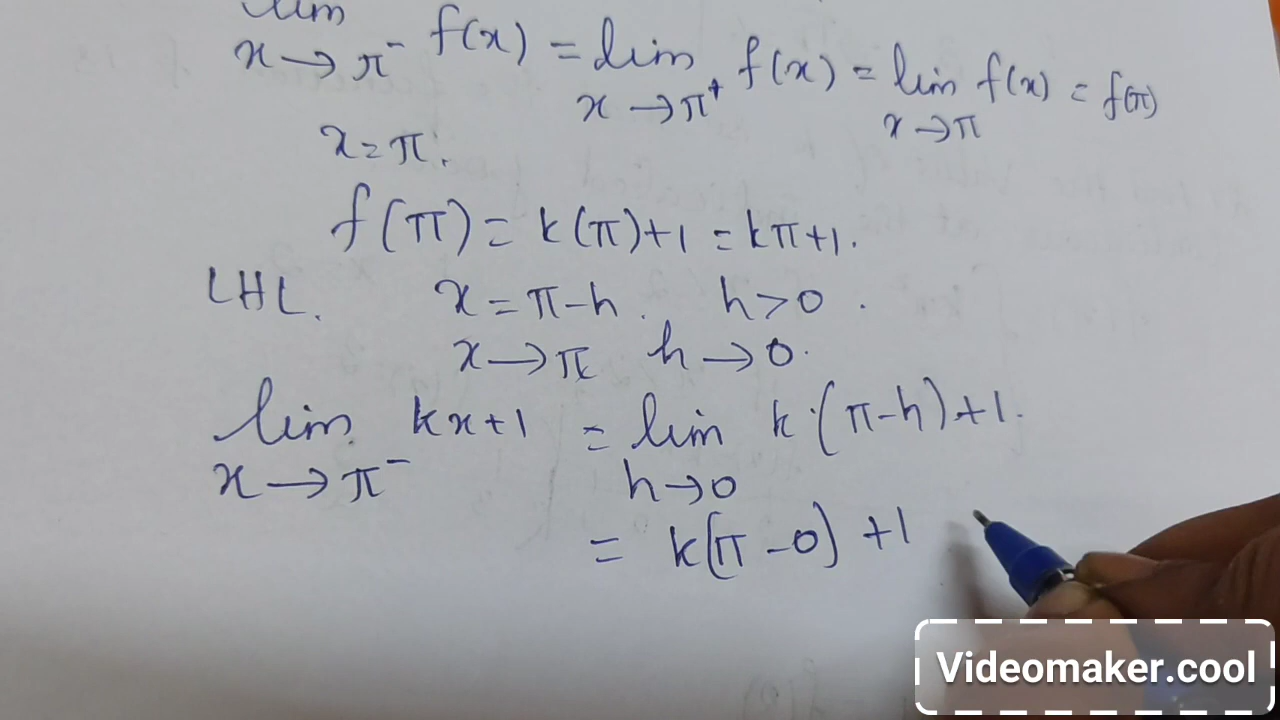 lim
x→π⁻ f(x) = lim x→π⁺ f(x) = lim x→π f(x) = f(π)
x=π.
f(π) = k(π)+1 = kπ+1.
LHL. x = π-h. h>0.
x→π h→0.
lim kx+1 = lim k.(π-h)+1.
x→π⁻ h→0
= k(π-0)+1
Videomaker.cool